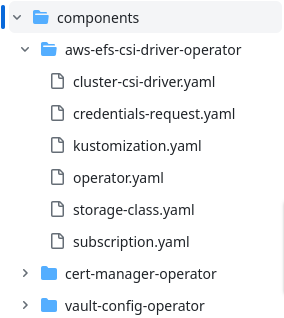 components
aws-efs-csi-driver-operator
cluster-csi-driver.yaml
credentials-request.yaml
kustomization.yaml
operator.yaml
storage-class.yaml
subscription.yaml
cert-manager-operator
vault-config-operator